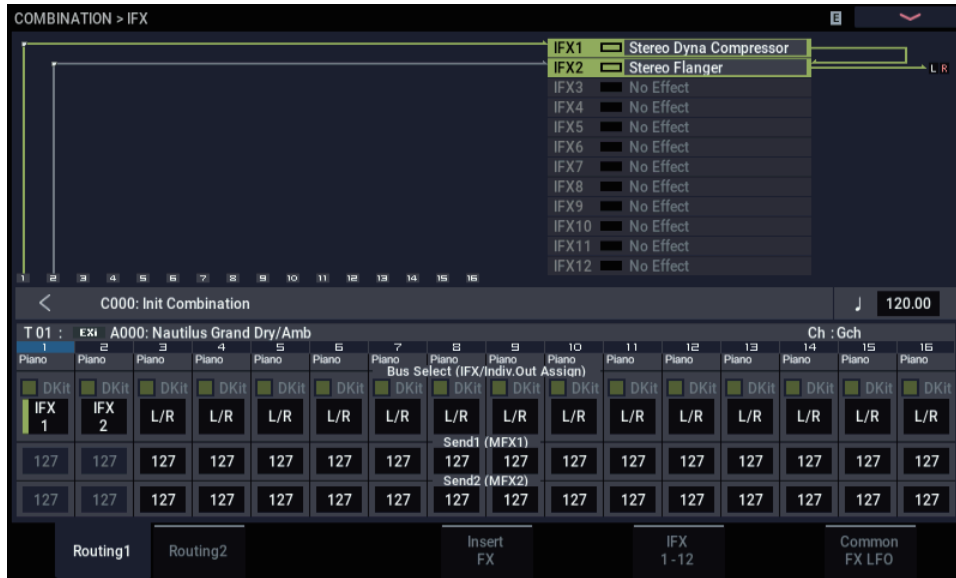 COMBINATION > IFX E
IFX1 Stereo Dyna Compressor
IFX2 Stereo Flanger L R
IFX3 No Effect
IFX4 No Effect
IFX5 No Effect
IFX6 No Effect
IFX7 No Effect
IFX8 No Effect
IFX9 No Effect
IFX10 No Effect
IFX11 No Effect
IFX12 No Effect
1 2 3 4 5 6 7 8 9 10 11 12 13 14 15 16
C000: Init Combination ♩ 120.00
T 01 : EXi A000: Nautilus Grand Dry/Amb Ch : Gch
1 2 3 4 5 6 7 8 9 10 11 12 13 14 15 16
Piano Piano Piano Piano Piano Piano Piano Piano Piano Piano Piano Piano Piano Piano Piano Piano
Bus Select (IFX/Indiv.Out Assign)
DKit DKit DKit DKit DKit DKit DKit DKit DKit DKit DKit DKit DKit DKit DKit DKit
IFX 1 IFX 2 L/R L/R L/R L/R L/R L/R L/R L/R L/R L/R L/R L/R L/R L/R
Send1 (MFX1)
127 127 127 127 127 127 127 127 127 127 127 127 127 127 127 127
Send2 (MFX2)
127 127 127 127 127 127 127 127 127 127 127 127 127 127 127 127
Routing1 Routing2 Insert FX IFX 1-12 Common FX LFO